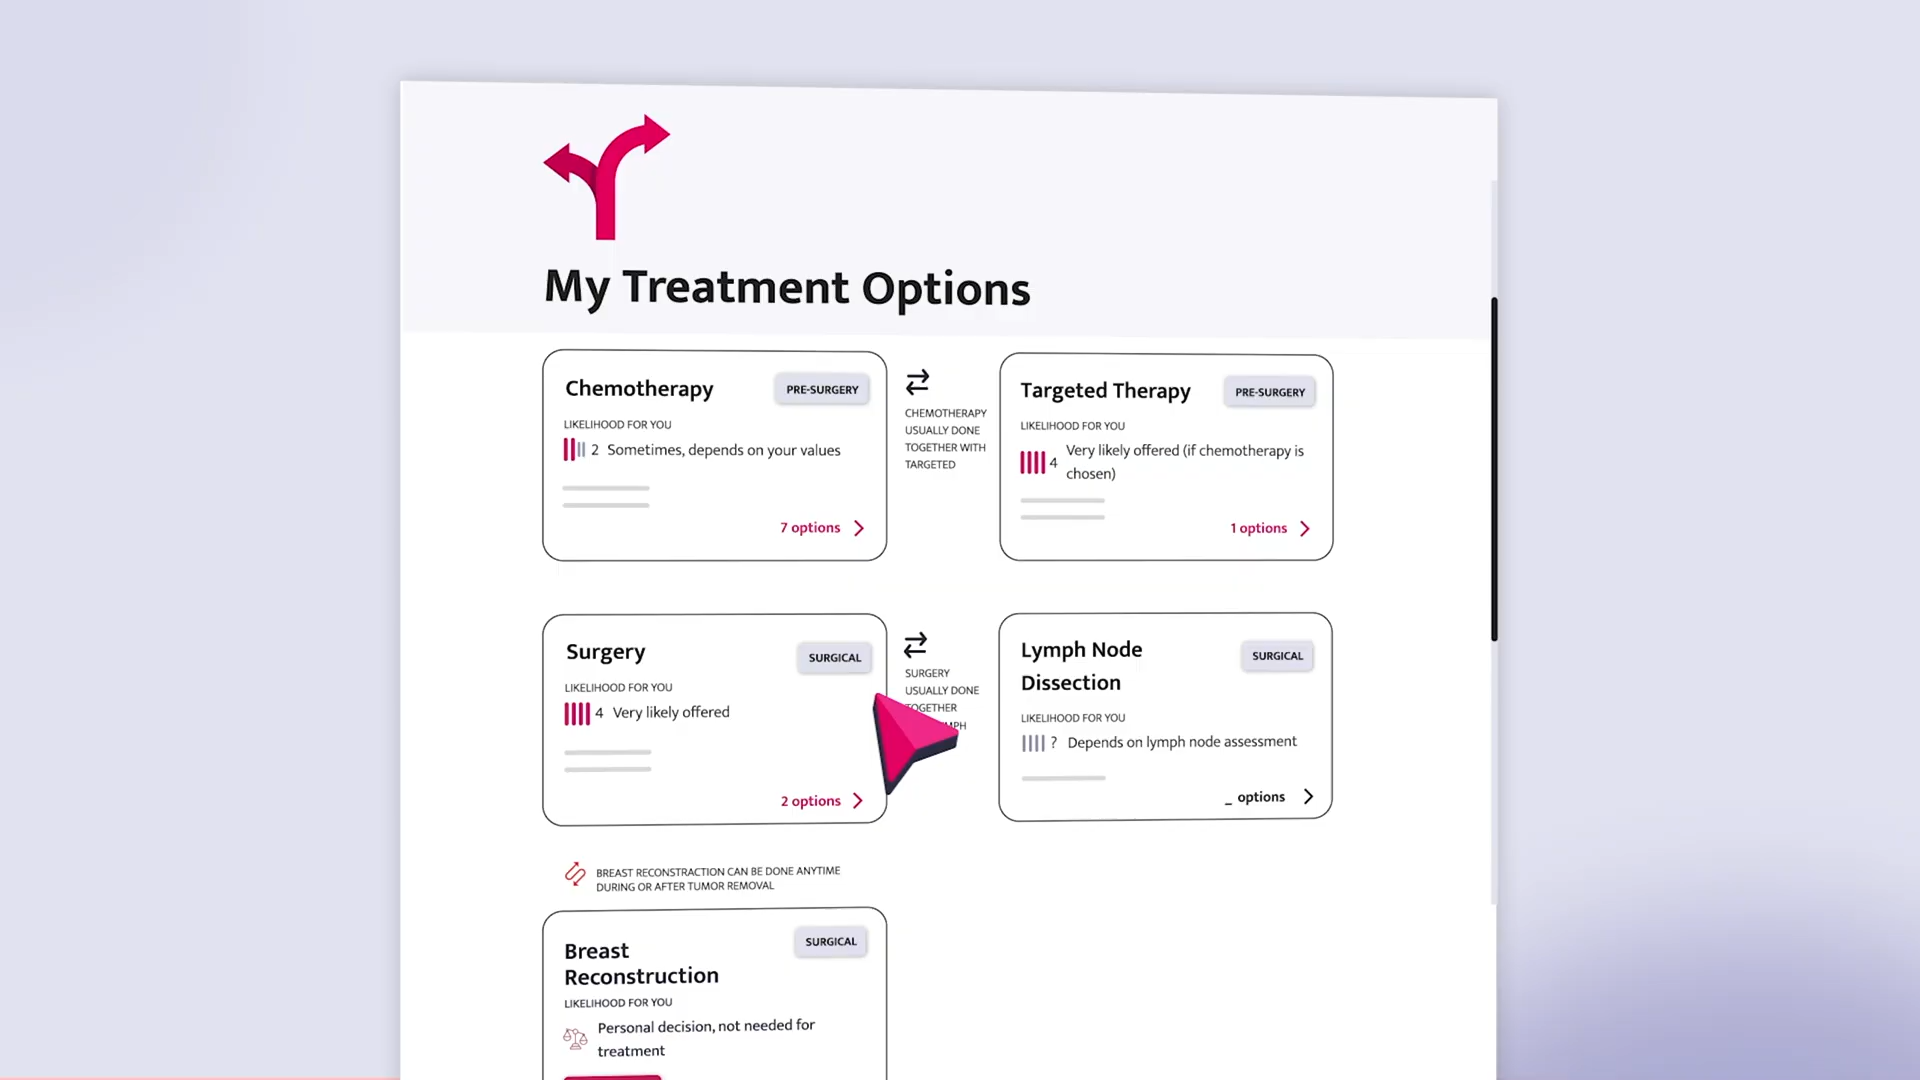 My Treatment Options
Chemotherapy
PRE-SURGERY
LIKELIHOOD FOR YOU
2 Sometimes, depends on your values
7 options
CHEMOTHERAPY
USUALLY DONE
TOGETHER WITH
TARGETED
Targeted Therapy
PRE-SURGERY
LIKELIHOOD FOR YOU
4 Very likely offered (if chemotherapy is
chosen)
1 options
Surgery
SURGICAL
LIKELIHOOD FOR YOU
4 Very likely offered
2 options
SURGERY
USUALLY DONE
TOGETHER
Lymph Node
Dissection
SURGICAL
LIKELIHOOD FOR YOU
? Depends on lymph node assessment
_ options
BREAST RECONSTRACTION CAN BE DONE ANYTIME
DURING OR AFTER TUMOR REMOVAL
Breast
Reconstruction
SURGICAL
LIKELIHOOD FOR YOU
Personal decision, not needed for
treatment